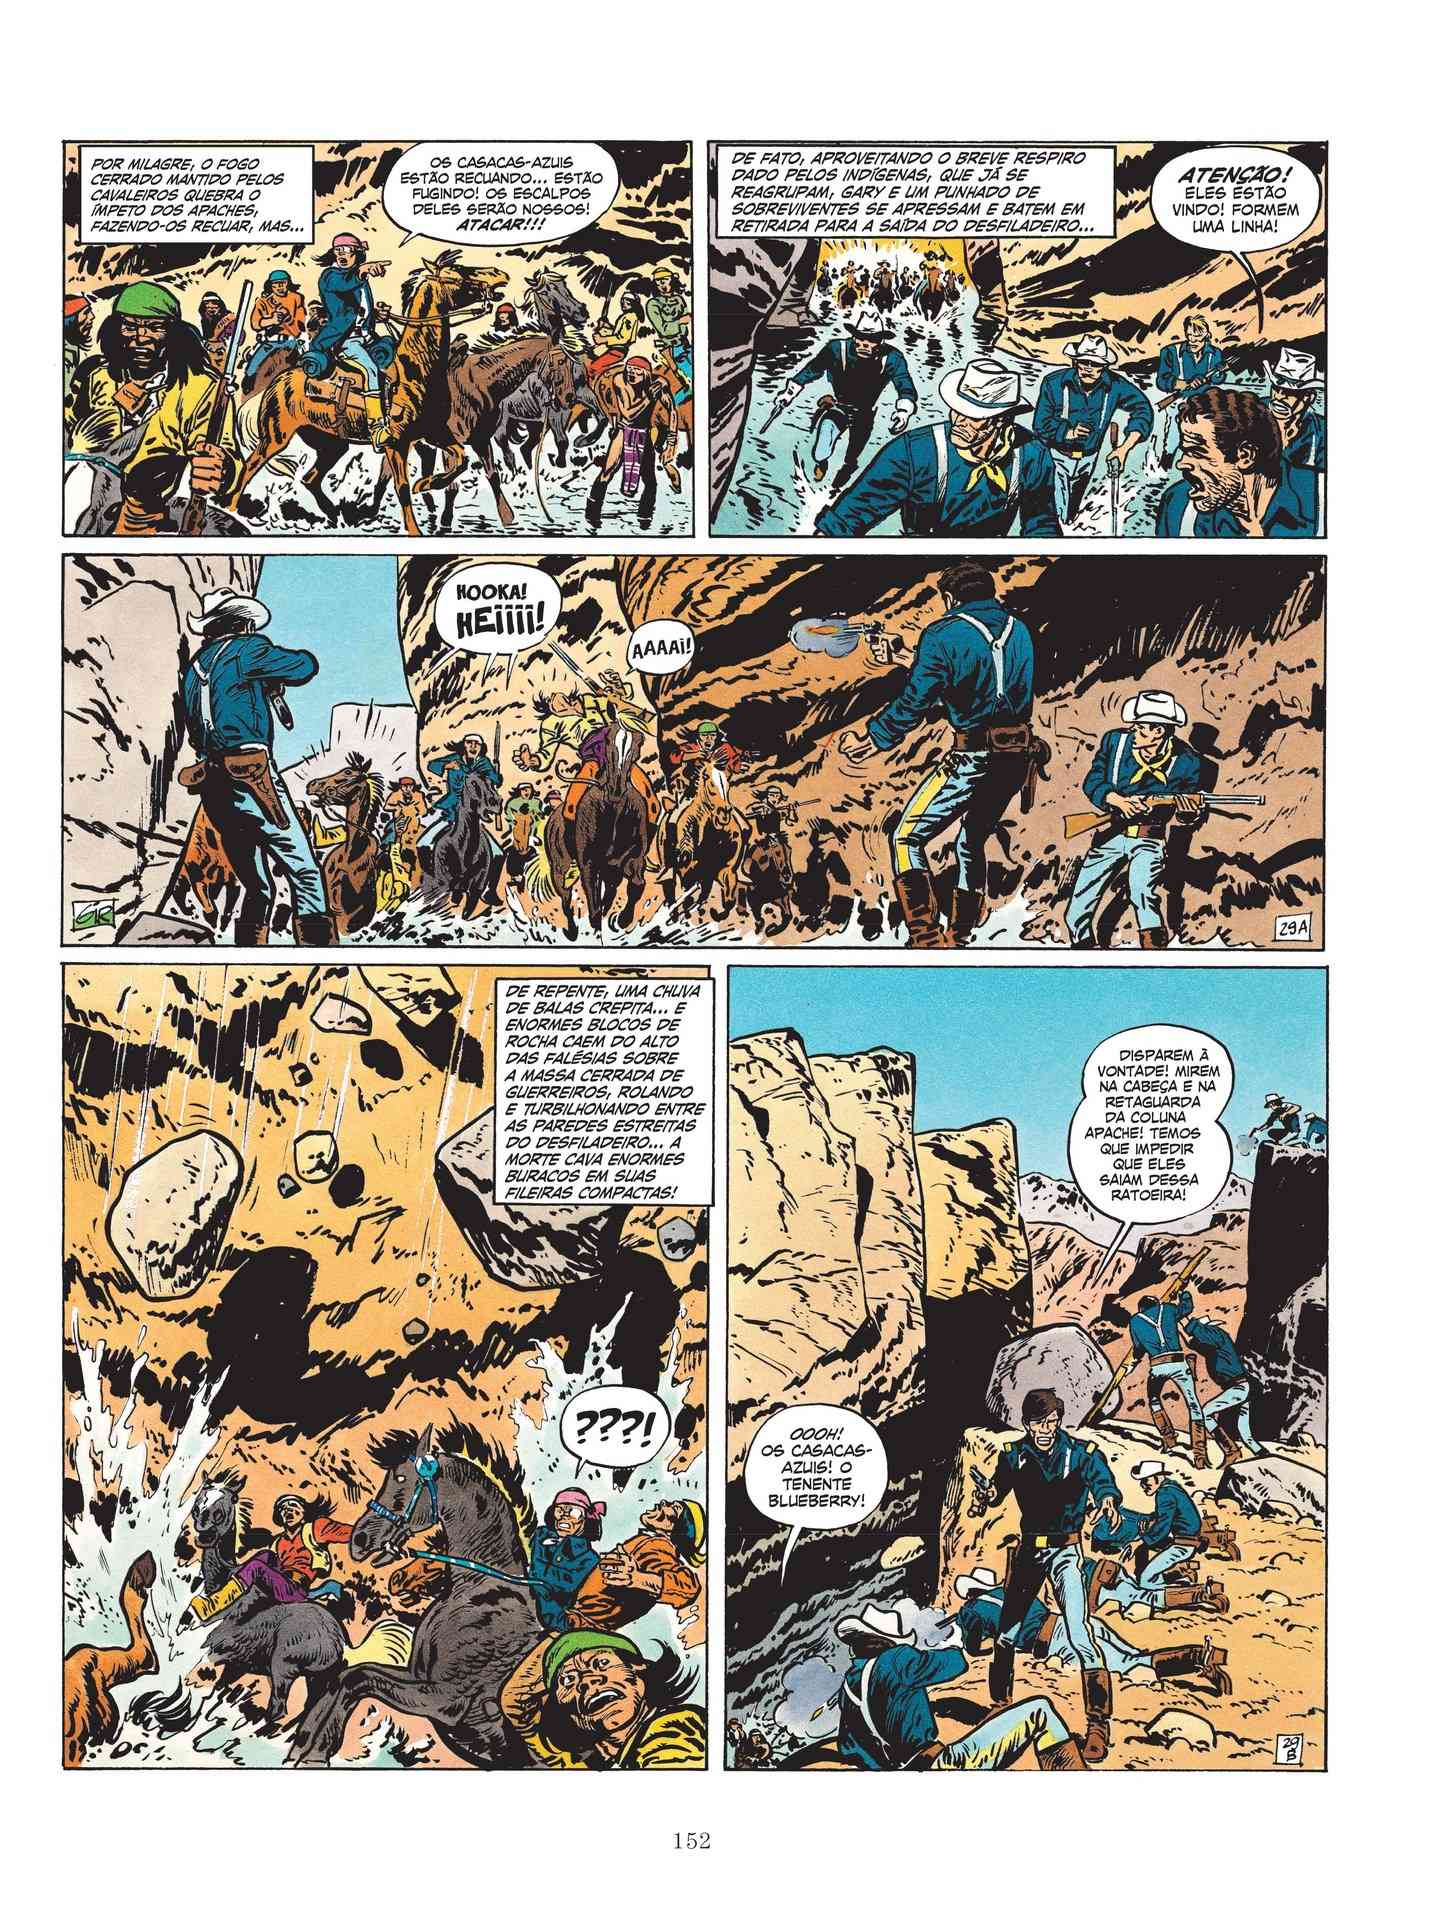 POR MILAGRE, O FOGO
CERRADO MANTIDO PELOS
CAVALEIROS QUEBRA O
ÍMPETO DOS APACHES,
FAZENDO-OS RECUAR, MAS...
OS CASACAS-AZUIS
ESTÃO RECUANDO... ESTÃO
FUGINDO! OS ESCALPOS
DELES SERÃO NOSSOS!
ATACAR!!!
DE FATO, APROVEITANDO O BREVE RESPIRO
DADO PELOS INDÍGENAS, QUE JÁ SE
REAGRUPAM, GARY E UM PUNHADO DE
SOBREVIVENTES SE APRESSAM E BATEM EM
RETIRADA PARA A SAÍDA DO DESFILADEIRO...
ATENÇÃO!
ELES ESTÃO
VINDO! FORMEM
UMA LINHA!
HOOKA!
HEÏÏÏÏ!
AAAAÏ!
GIR
29A
DE REPENTE, UMA CHUVA
DE BALAS CREPITA... E
ENORMES BLOCOS DE
ROCHA CAEM DO ALTO
DAS FALÉSIAS SOBRE
A MASSA CERRADA DE
GUERREIROS, ROLANDO
E TURBILHONANDO ENTRE
AS PAREDES ESTREITAS
DO DESFILADEIRO... A
MORTE CAVA ENORMES
BURACOS EM SUAS
FILEIRAS COMPACTAS!
???!
DISPAREM À
VONTADE! MIREM
NA CABEÇA E NA
RETAGUARDA
DA COLUNA
APACHE! TEMOS
QUE IMPEDIR
QUE ELES
SAIAM DESSA
RATOEIRA!
OOOH!
OS CASACAS-
AZUIS! O
TENENTE
BLUEBERRY!
29
B
152